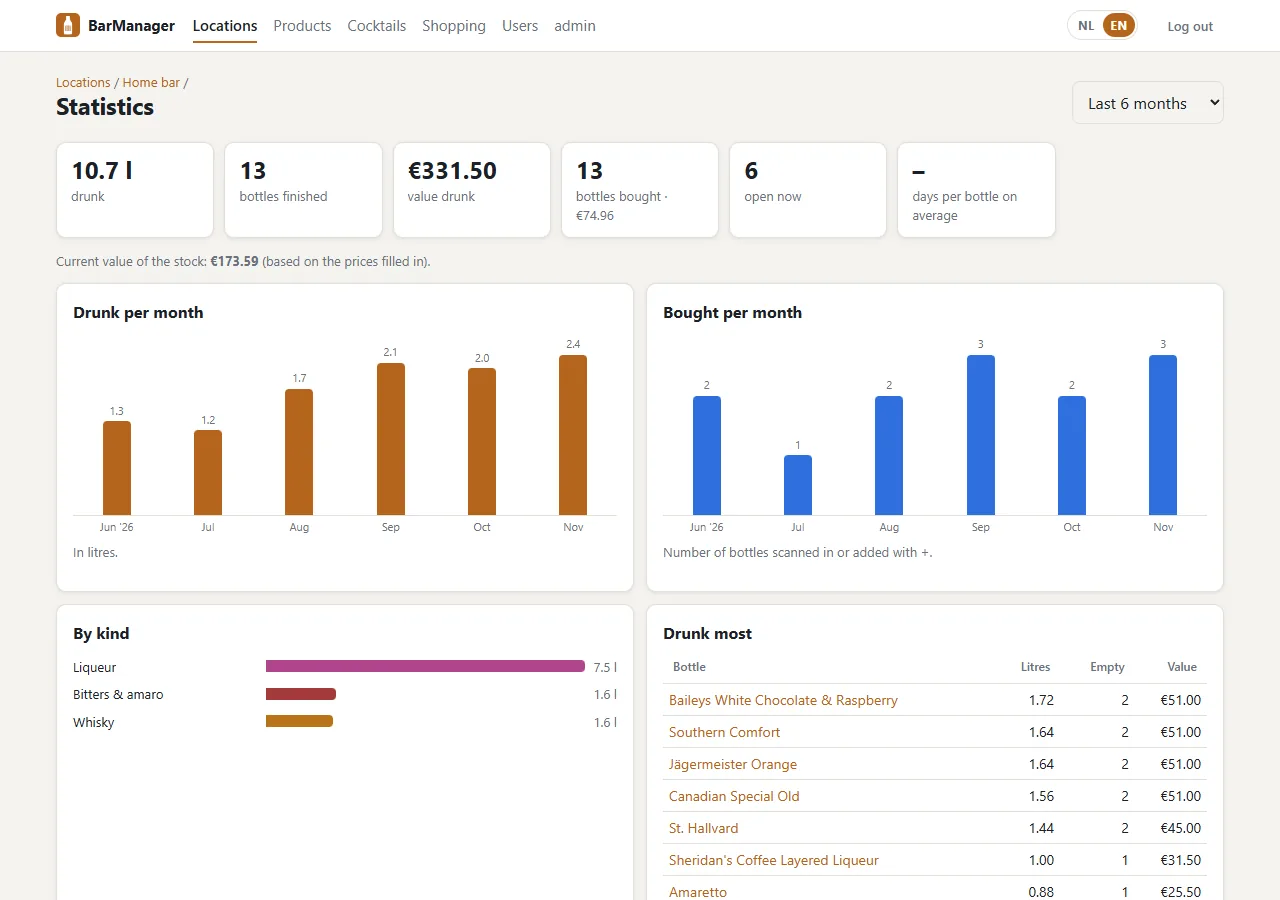 BarManager Locations Products Cocktails Shopping Users admin NL EN Log out
Locations / Home bar /
Statistics
Last 6 months
10.7 l
drunk
13
bottles finished
€331.50
value drunk
13
bottles bought ·
€74.96
6
open now
–
days per bottle on
average
Current value of the stock: €173.59 (based on the prices filled in).
Drunk per month
1.3 1.2 1.7 2.1 2.0 2.4
Jun '26 Jul Aug Sep Oct Nov
In litres.
Bought per month
2 1 2 3 2 3
Jun '26 Jul Aug Sep Oct Nov
Number of bottles scanned in or added with +.
By kind
Liqueur 7.5 l
Bitters & amaro 1.6 l
Whisky 1.6 l
Drunk most
Bottle Litres Empty Value
Baileys White Chocolate & Raspberry 1.72 2 €51.00
Southern Comfort 1.64 2 €51.00
Jägermeister Orange 1.64 2 €51.00
Canadian Special Old 1.56 2 €51.00
St. Hallvard 1.44 2 €45.00
Sheridan's Coffee Layered Liqueur 1.00 1 €31.50
Amaretto 0.88 1 €25.50